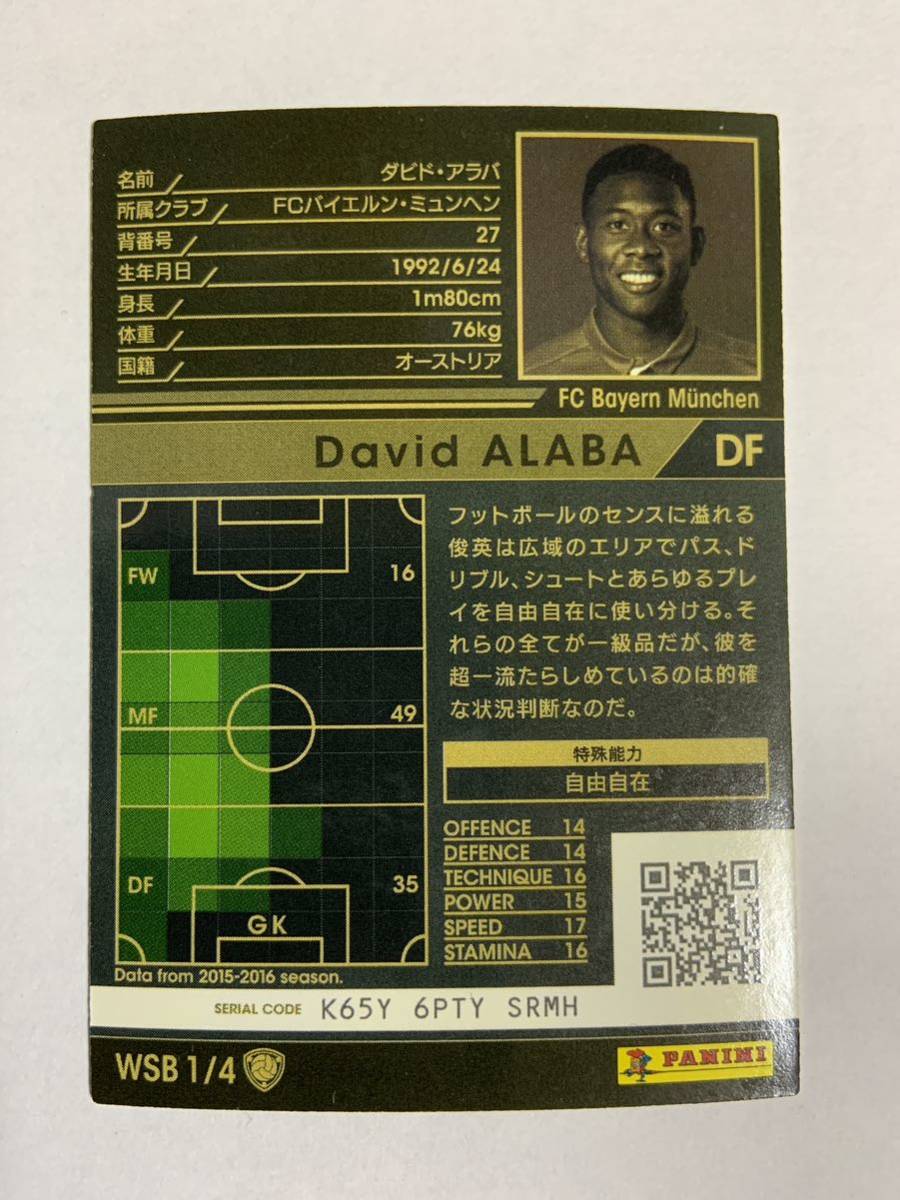 名前 ダビド・アラバ
所属クラブ FCバイエルン・ミュンヘン
背番号 27
生年月日 1992/6/24
身長 1m80cm
体重 76kg
国籍 オーストリア
FC Bayern München
David ALABA DF
FW 16
MF 49
DF 35
GK
Data from 2015-2016 season.
フットボールのセンスに溢れる
俊英は広域のエリアでパス、ド
リブル、シュートとあらゆるプレ
イを自由自在に使い分ける。そ
れらの全てが一級品だが、彼を
超一流たらしめているのは的確
な状況判断なのだ。
特殊能力
自由自在
OFFENCE 14
DEFENCE 14
TECHNIQUE 16
POWER 15
SPEED 17
STAMINA 16
SERIAL CODE K65Y 6PTY SRMH
WSB 1/4
PANINI